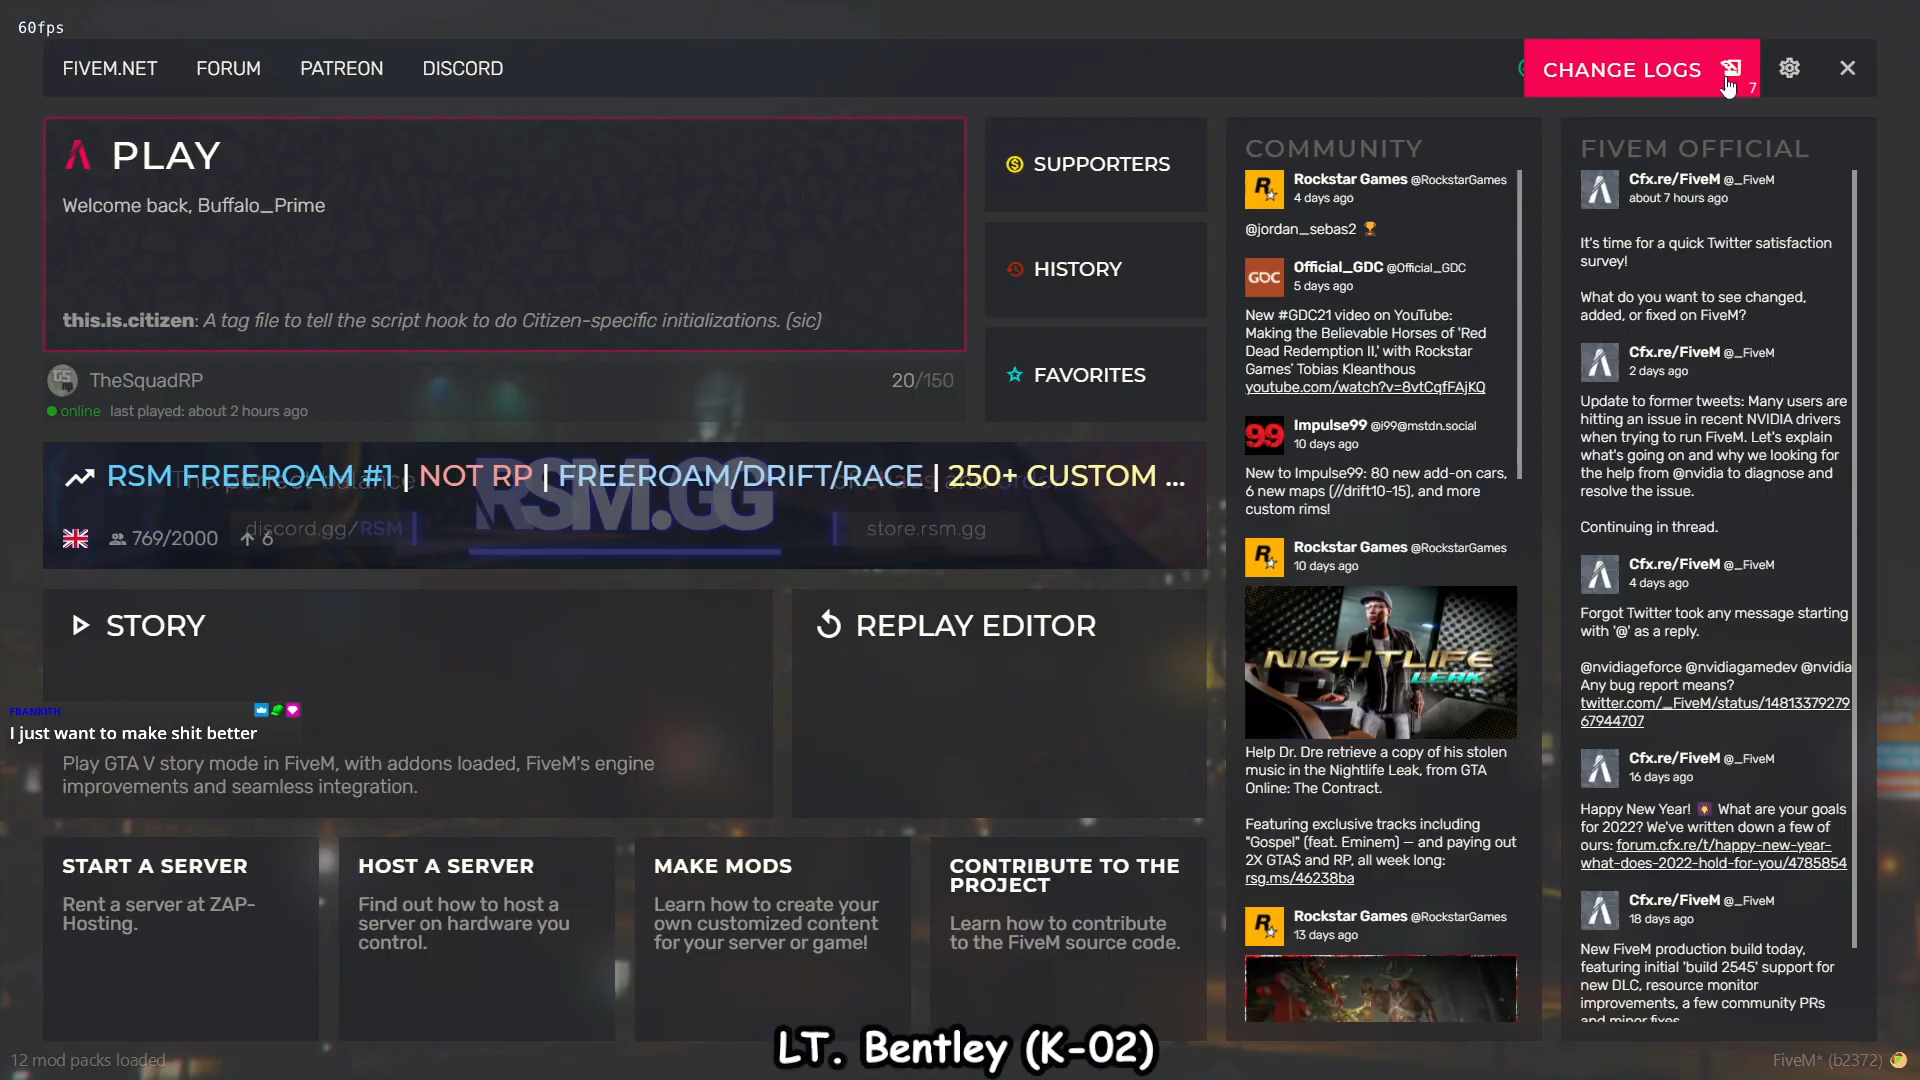 60fps
FIVEM.NET
FORUM
PATREON
DISCORD
CHANGE LOGS
7
PLAY
Welcome back, Buffalo_Prime
this.is.citizen: A tag file to tell the script hook to do Citizen-specific initializations. (sic)
TheSquadRP
20/150
online
last played: about 2 hours ago
SUPPORTERS
HISTORY
FAVORITES
RSM FREEROAM #1 | NOT RP | FREEROAM/DRIFT/RACE | 250+ CUSTOM ...
RSM.GG
769/2000
6
discord.gg/RSM
store.rsm.gg
STORY
Play GTA V story mode in FiveM, with addons loaded, FiveM's engine
improvements and seamless integration.
REPLAY EDITOR
FRANKITH
I just want to make shit better
START A SERVER
Rent a server at ZAP-
Hosting.
HOST A SERVER
Find out how to host a
server on hardware you
control.
MAKE MODS
Learn how to create your
own customized content
for your server or game!
CONTRIBUTE TO THE
PROJECT
Learn how to contribute
to the FiveM source code.
COMMUNITY
Rockstar Games @RockstarGames
4 days ago
@jordan_sebas2 🏆
GDC
Official_GDC @Official_GDC
5 days ago
New #GDC21 video on YouTube:
Making the Believable Horses of 'Red
Dead Redemption II,' with Rockstar
Games' Tobias Kleanthous
youtube.com/watch?v=8vtCqfFAjKQ
99
Impulse99 @i99@mstdn.social
10 days ago
New to Impulse99: 80 new add-on cars,
6 new maps (//drift10-15), and more
custom rims!
Rockstar Games @RockstarGames
10 days ago
NIGHTLIFE
LEAK
Help Dr. Dre retrieve a copy of his stolen
music in the Nightlife Leak, from GTA
Online: The Contract.
Featuring exclusive tracks including
"Gospel" (feat. Eminem) — and paying out
2X GTA$ and RP, all week long:
rsg.ms/46238ba
Rockstar Games @RockstarGames
13 days ago
FIVEM OFFICIAL
Cfx.re/FiveM @_FiveM
about 7 hours ago
It's time for a quick Twitter satisfaction
survey!
What do you want to see changed,
added, or fixed on FiveM?
Cfx.re/FiveM @_FiveM
2 days ago
Update to former tweets: Many users are
hitting an issue in recent NVIDIA drivers
when trying to run FiveM. Let's explain
what's going on and why we looking for
the help from @nvidia to diagnose and
resolve the issue.
Continuing in thread.
Cfx.re/FiveM @_FiveM
4 days ago
Forgot Twitter took any message starting
with '@' as a reply.
@nvidiageforce @nvidiagamedev @nvidia
Any bug report means?
twitter.com/_FiveM/status/14813379279
67944707
Cfx.re/FiveM @_FiveM
16 days ago
Happy New Year! 🎆 What are your goals
for 2022? We've written down a few of
ours: forum.cfx.re/t/happy-new-year-
what-does-2022-hold-for-you/4785854
Cfx.re/FiveM @_FiveM
18 days ago
New FiveM production build today,
featuring initial 'build 2545' support for
new DLC, resource monitor
improvements, a few community PRs
and minor fixes
LT. Bentley (K-02)
12 mod packs loaded
FiveM* (b2372)